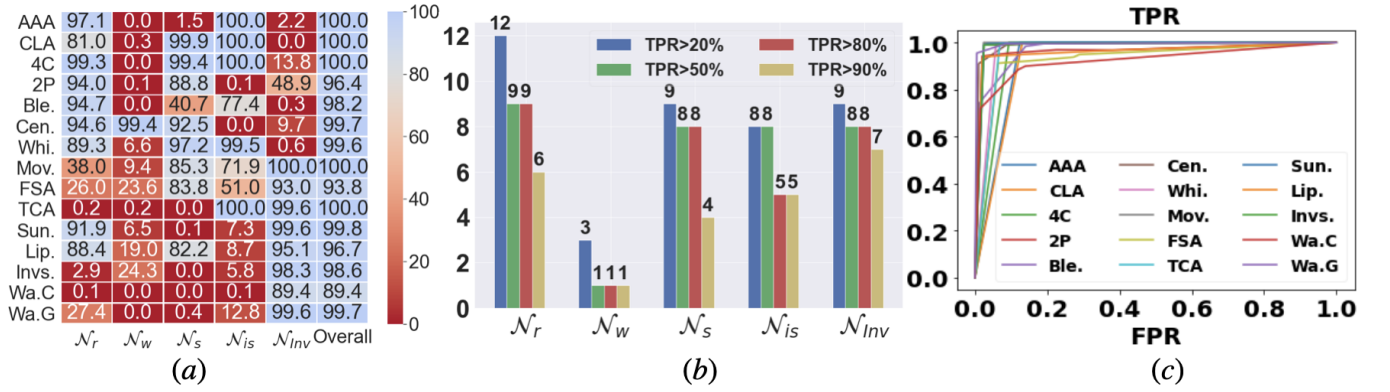 AAA 97.1 0.0 1.5 100.0 2.2 100.0
CLA 81.0 0.3 99.9 100.0 0.0 100.0
4C 99.3 0.0 99.4 100.0 13.8 100.0
2P 94.0 0.1 88.8 0.1 48.9 96.4
Ble. 94.7 0.0 40.7 77.4 0.3 98.2
Cen. 94.6 99.4 92.5 0.0 9.7 99.7
Whi. 89.3 6.6 97.2 99.5 0.6 99.6
Mov. 38.0 9.4 85.3 71.9 100.0 100.0
FSA 26.0 23.6 83.8 51.0 93.0 93.8
TCA 0.2 0.2 0.0 100.0 99.6 100.0
Sun. 91.9 6.5 0.1 7.3 99.6 99.8
Lip. 88.4 19.0 82.2 8.7 95.1 96.7
Invs. 2.9 24.3 0.0 5.8 98.3 98.6
Wa.C 0.1 0.0 0.0 0.1 89.4 89.4
Wa.G 27.4 0.0 0.4 12.8 99.6 99.7
𝒩r 𝒩w 𝒩s 𝒩is 𝒩Inv Overall
100
80
60
40
20
0
(a)
12
10
8
6
4
2
0
TPR>20% TPR>80%
TPR>50% TPR>90%
12 9 9 6
3 1 1 1
9 8 8 4
8 8 5 5
9 8 8 7
𝒩r 𝒩w 𝒩s 𝒩is 𝒩Inv
(b)
TPR
1.0
0.8
0.6
0.4
0.2
0.0
AAA Cen. Sun.
CLA Whi. Lip.
4C Mov. Invs.
2P FSA Wa.C
Ble. TCA Wa.G
0.0 0.2 0.4 0.6 0.8 1.0
FPR
(c)